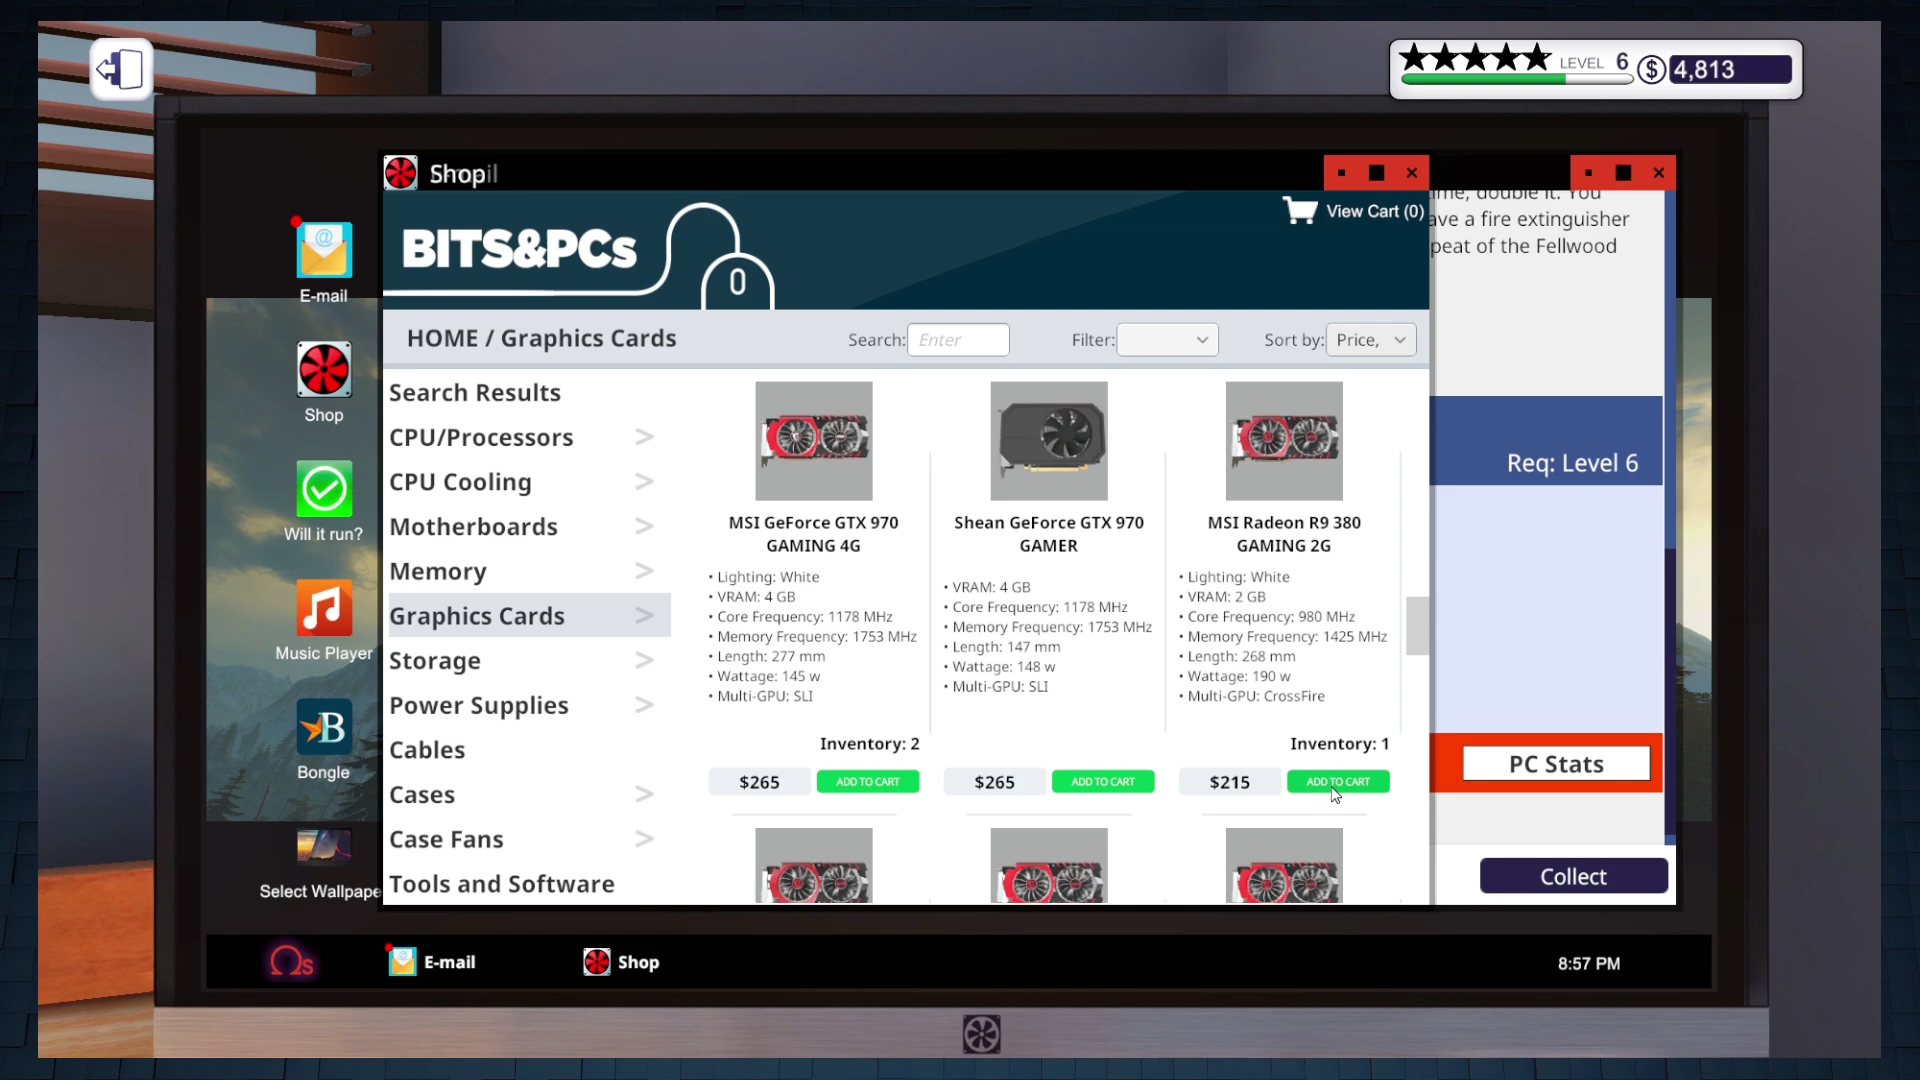 LEVEL 6
$ 4,813
Shop
View Cart (0)
BITS&PCs
double it. You
ave a fire extinguisher
peat of the Fellwood
E-mail
Shop
Will it run?
Music Player
Bongle
Select Wallpape
HOME / Graphics Cards
Search:
Enter
Filter:
Sort by:
Price,
Search Results
CPU/Processors >
CPU Cooling >
Motherboards >
Memory >
Graphics Cards >
Storage >
Power Supplies >
Cables
Cases >
Case Fans >
Tools and Software
MSI GeForce GTX 970
GAMING 4G
• Lighting: White
• VRAM: 4 GB
• Core Frequency: 1178 MHz
• Memory Frequency: 1753 MHz
• Length: 277 mm
• Wattage: 145 w
• Multi-GPU: SLI
Inventory: 2
$265
ADD TO CART
Shean GeForce GTX 970
GAMER
• VRAM: 4 GB
• Core Frequency: 1178 MHz
• Memory Frequency: 1753 MHz
• Length: 147 mm
• Wattage: 148 w
• Multi-GPU: SLI
$265
ADD TO CART
MSI Radeon R9 380
GAMING 2G
• Lighting: White
• VRAM: 2 GB
• Core Frequency: 980 MHz
• Memory Frequency: 1425 MHz
• Length: 268 mm
• Wattage: 190 w
• Multi-GPU: CrossFire
Inventory: 1
$215
ADD TO CART
Req: Level 6
PC Stats
Collect
Ωs
E-mail
Shop
8:57 PM